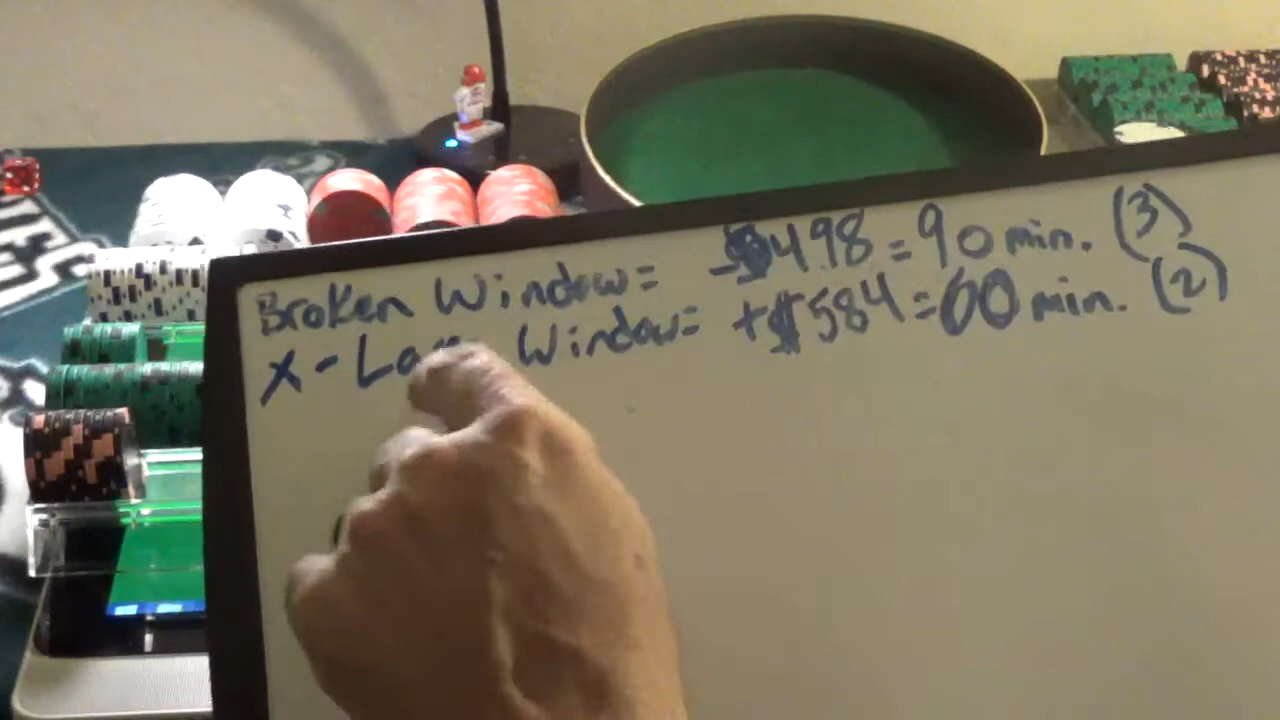 Broken Window= -$498 = 90 min. (3)
X- Window= +$584 = 60 min. (2)